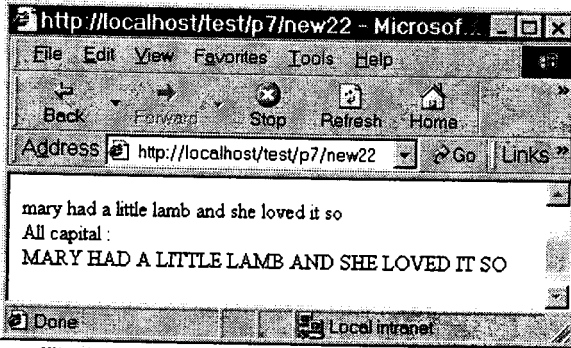 http://localhost/test/p7/new22 - Microsof...
File Edit View Favorites Tools Help
Back Forward Stop Refresh Home »
Address http://localhost/test/p7/new22 Go Links »
mary had a little lamb and she loved it so
All capital :
MARY HAD A LITTLE LAMB AND SHE LOVED IT SO
Done Local intranet